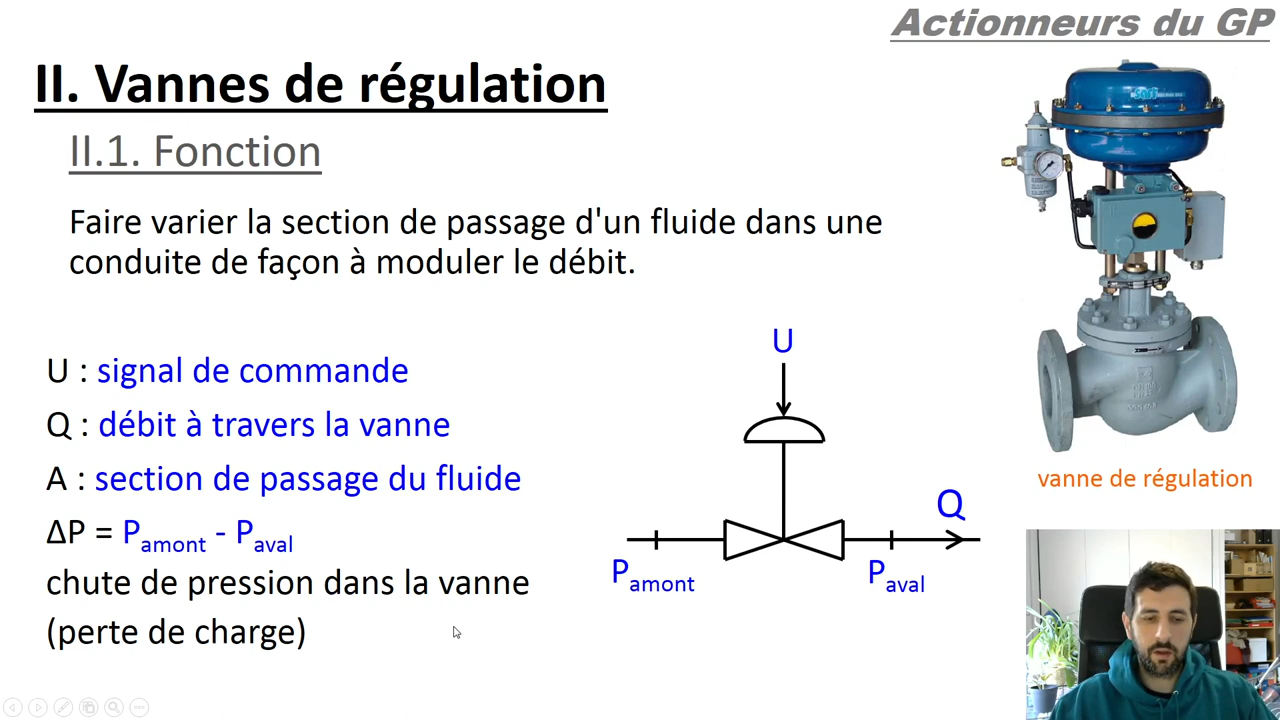 Actionneurs du GP
II. Vannes de régulation
II.1. Fonction
Faire varier la section de passage d'un fluide dans une
conduite de façon à moduler le débit.
U : signal de commande
Q : débit à travers la vanne
A : section de passage du fluide
ΔP = Pamont - Paval
chute de pression dans la vanne
(perte de charge)
U
Q
Pamont
Paval
vanne de régulation